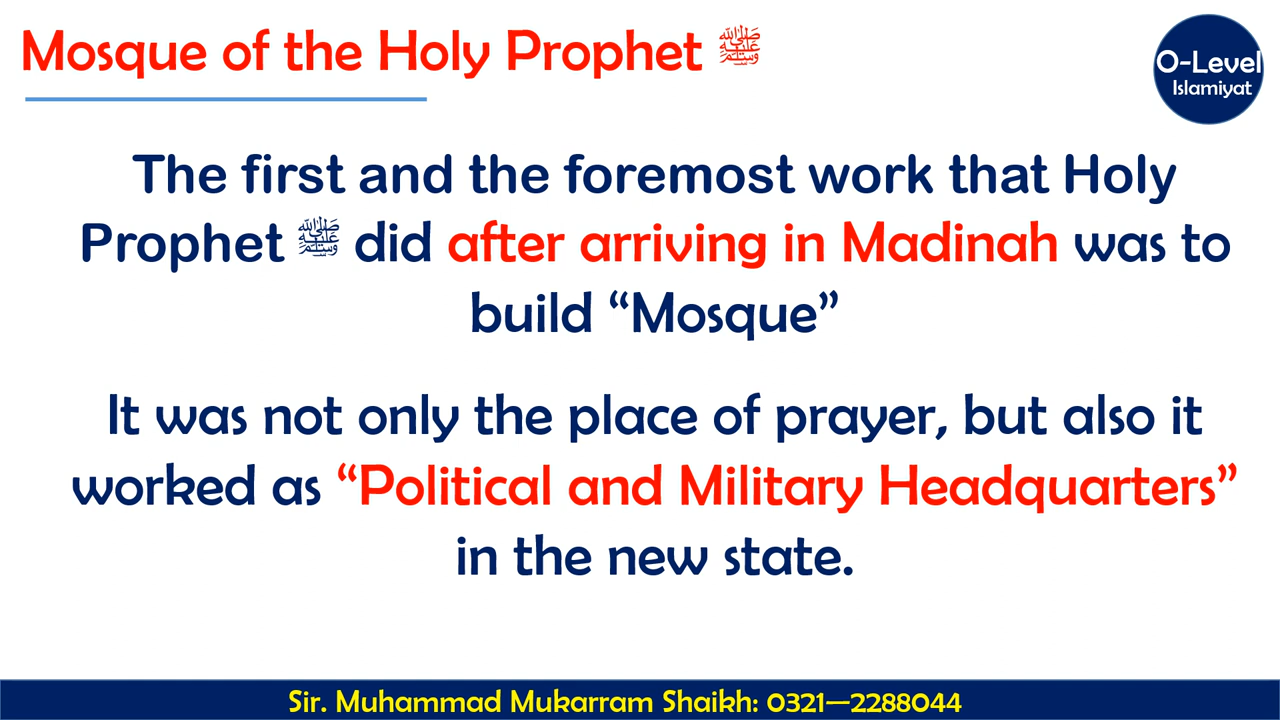 Mosque of the Holy Prophet ﷺ
O-Level
Islamiyat
The first and the foremost work that Holy
Prophet ﷺ did after arriving in Madinah was to
build “Mosque”
It was not only the place of prayer, but also it
worked as “Political and Military Headquarters”
in the new state.
Sir. Muhammad Mukarram Shaikh: 0321—2288044